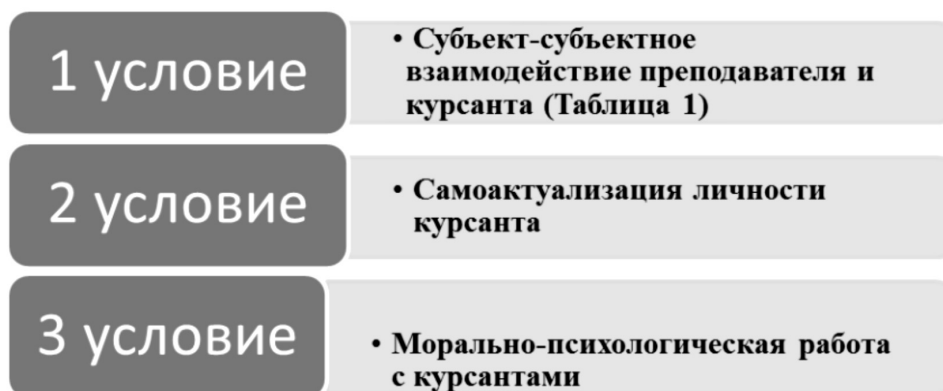 1 условие
• Субъект-субъектное
взаимодействие преподавателя и
курсанта (Таблица 1)
2 условие
• Самоактуализация личности
курсанта
3 условие
• Морально-психологическая работа
с курсантами